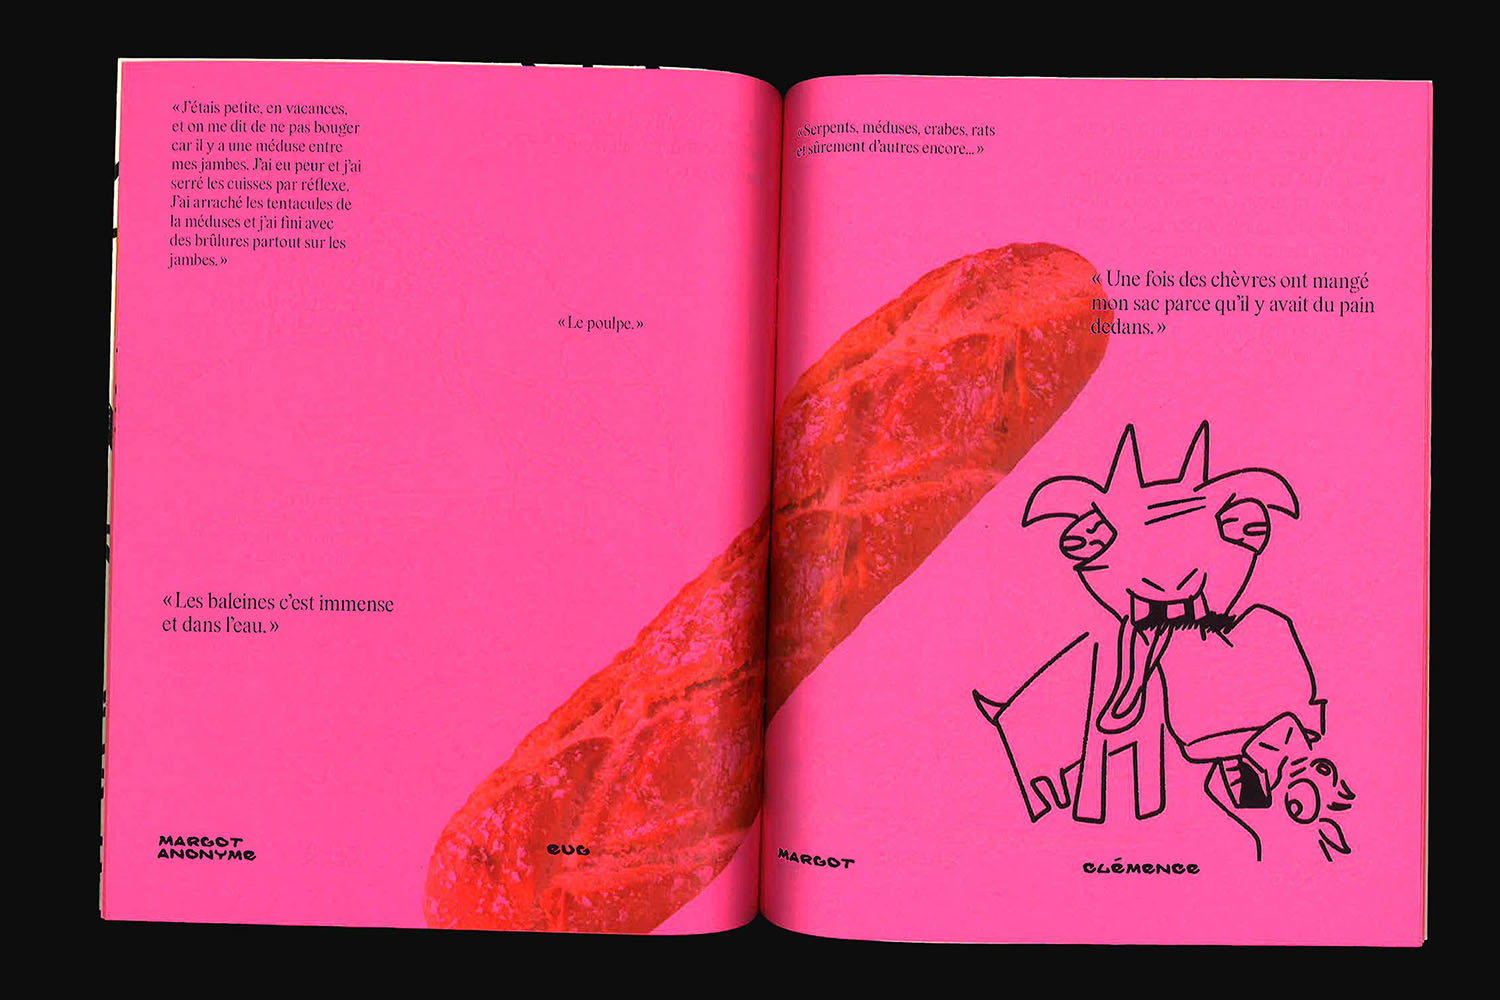 « J'étais petite, en vacances,
et on me dit de ne pas bouger
car il y a une méduse entre
mes jambes. J'ai eu peur et j'ai
serré les cuisses par réflexe.
J'ai arraché les tentacules de
la méduses et j'ai fini avec
des brûlures partout sur les
jambes. »
« Le poulpe. »
« Les baleines c'est immense
et dans l'eau. »
MARGOT
ANONYME
EUG
« Serpents, méduses, crabes, rats
et sûrement d'autres encore... »
« Une fois des chèvres ont mangé
mon sac parce qu'il y avait du pain
dedans. »
MARGOT
CLÉMENCE